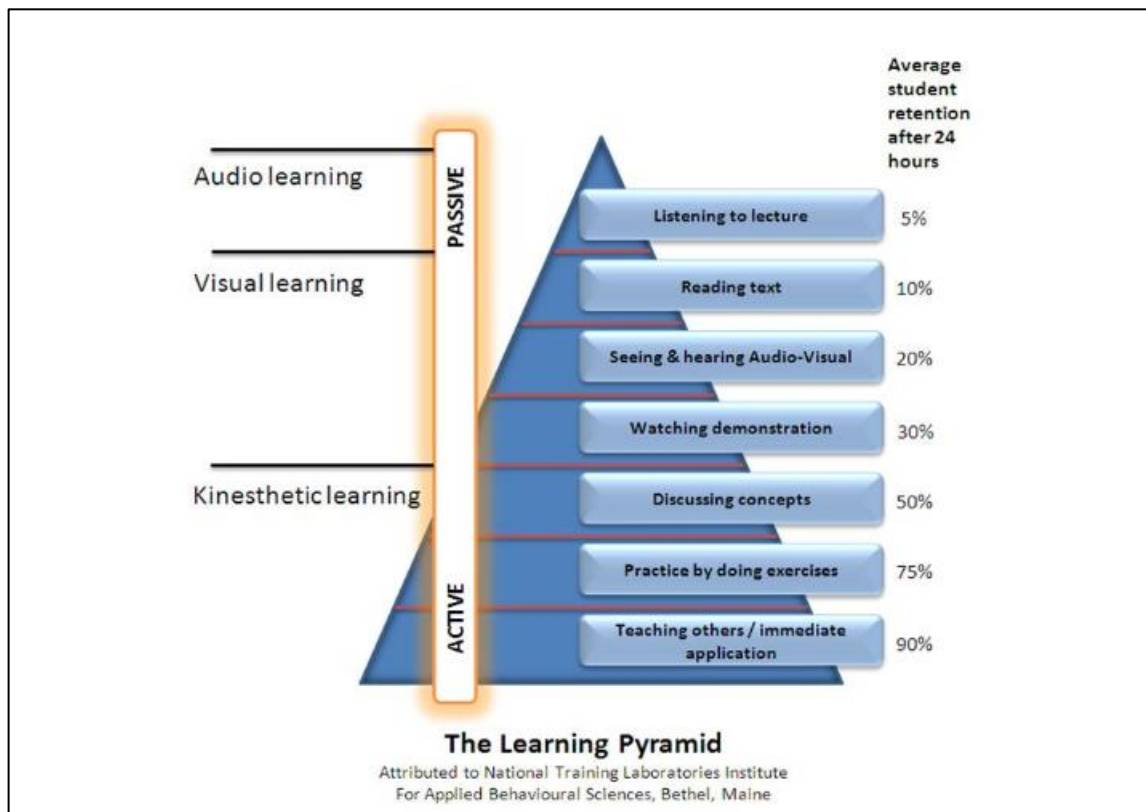 Average
student
retention
after 24
hours
Audio learning
Visual learning
Kinesthetic learning
PASSIVE
ACTIVE
Listening to lecture 5%
Reading text 10%
Seeing & hearing Audio-Visual 20%
Watching demonstration 30%
Discussing concepts 50%
Practice by doing exercises 75%
Teaching others / immediate
application 90%
The Learning Pyramid
Attributed to National Training Laboratories Institute
For Applied Behavioural Sciences, Bethel, Maine